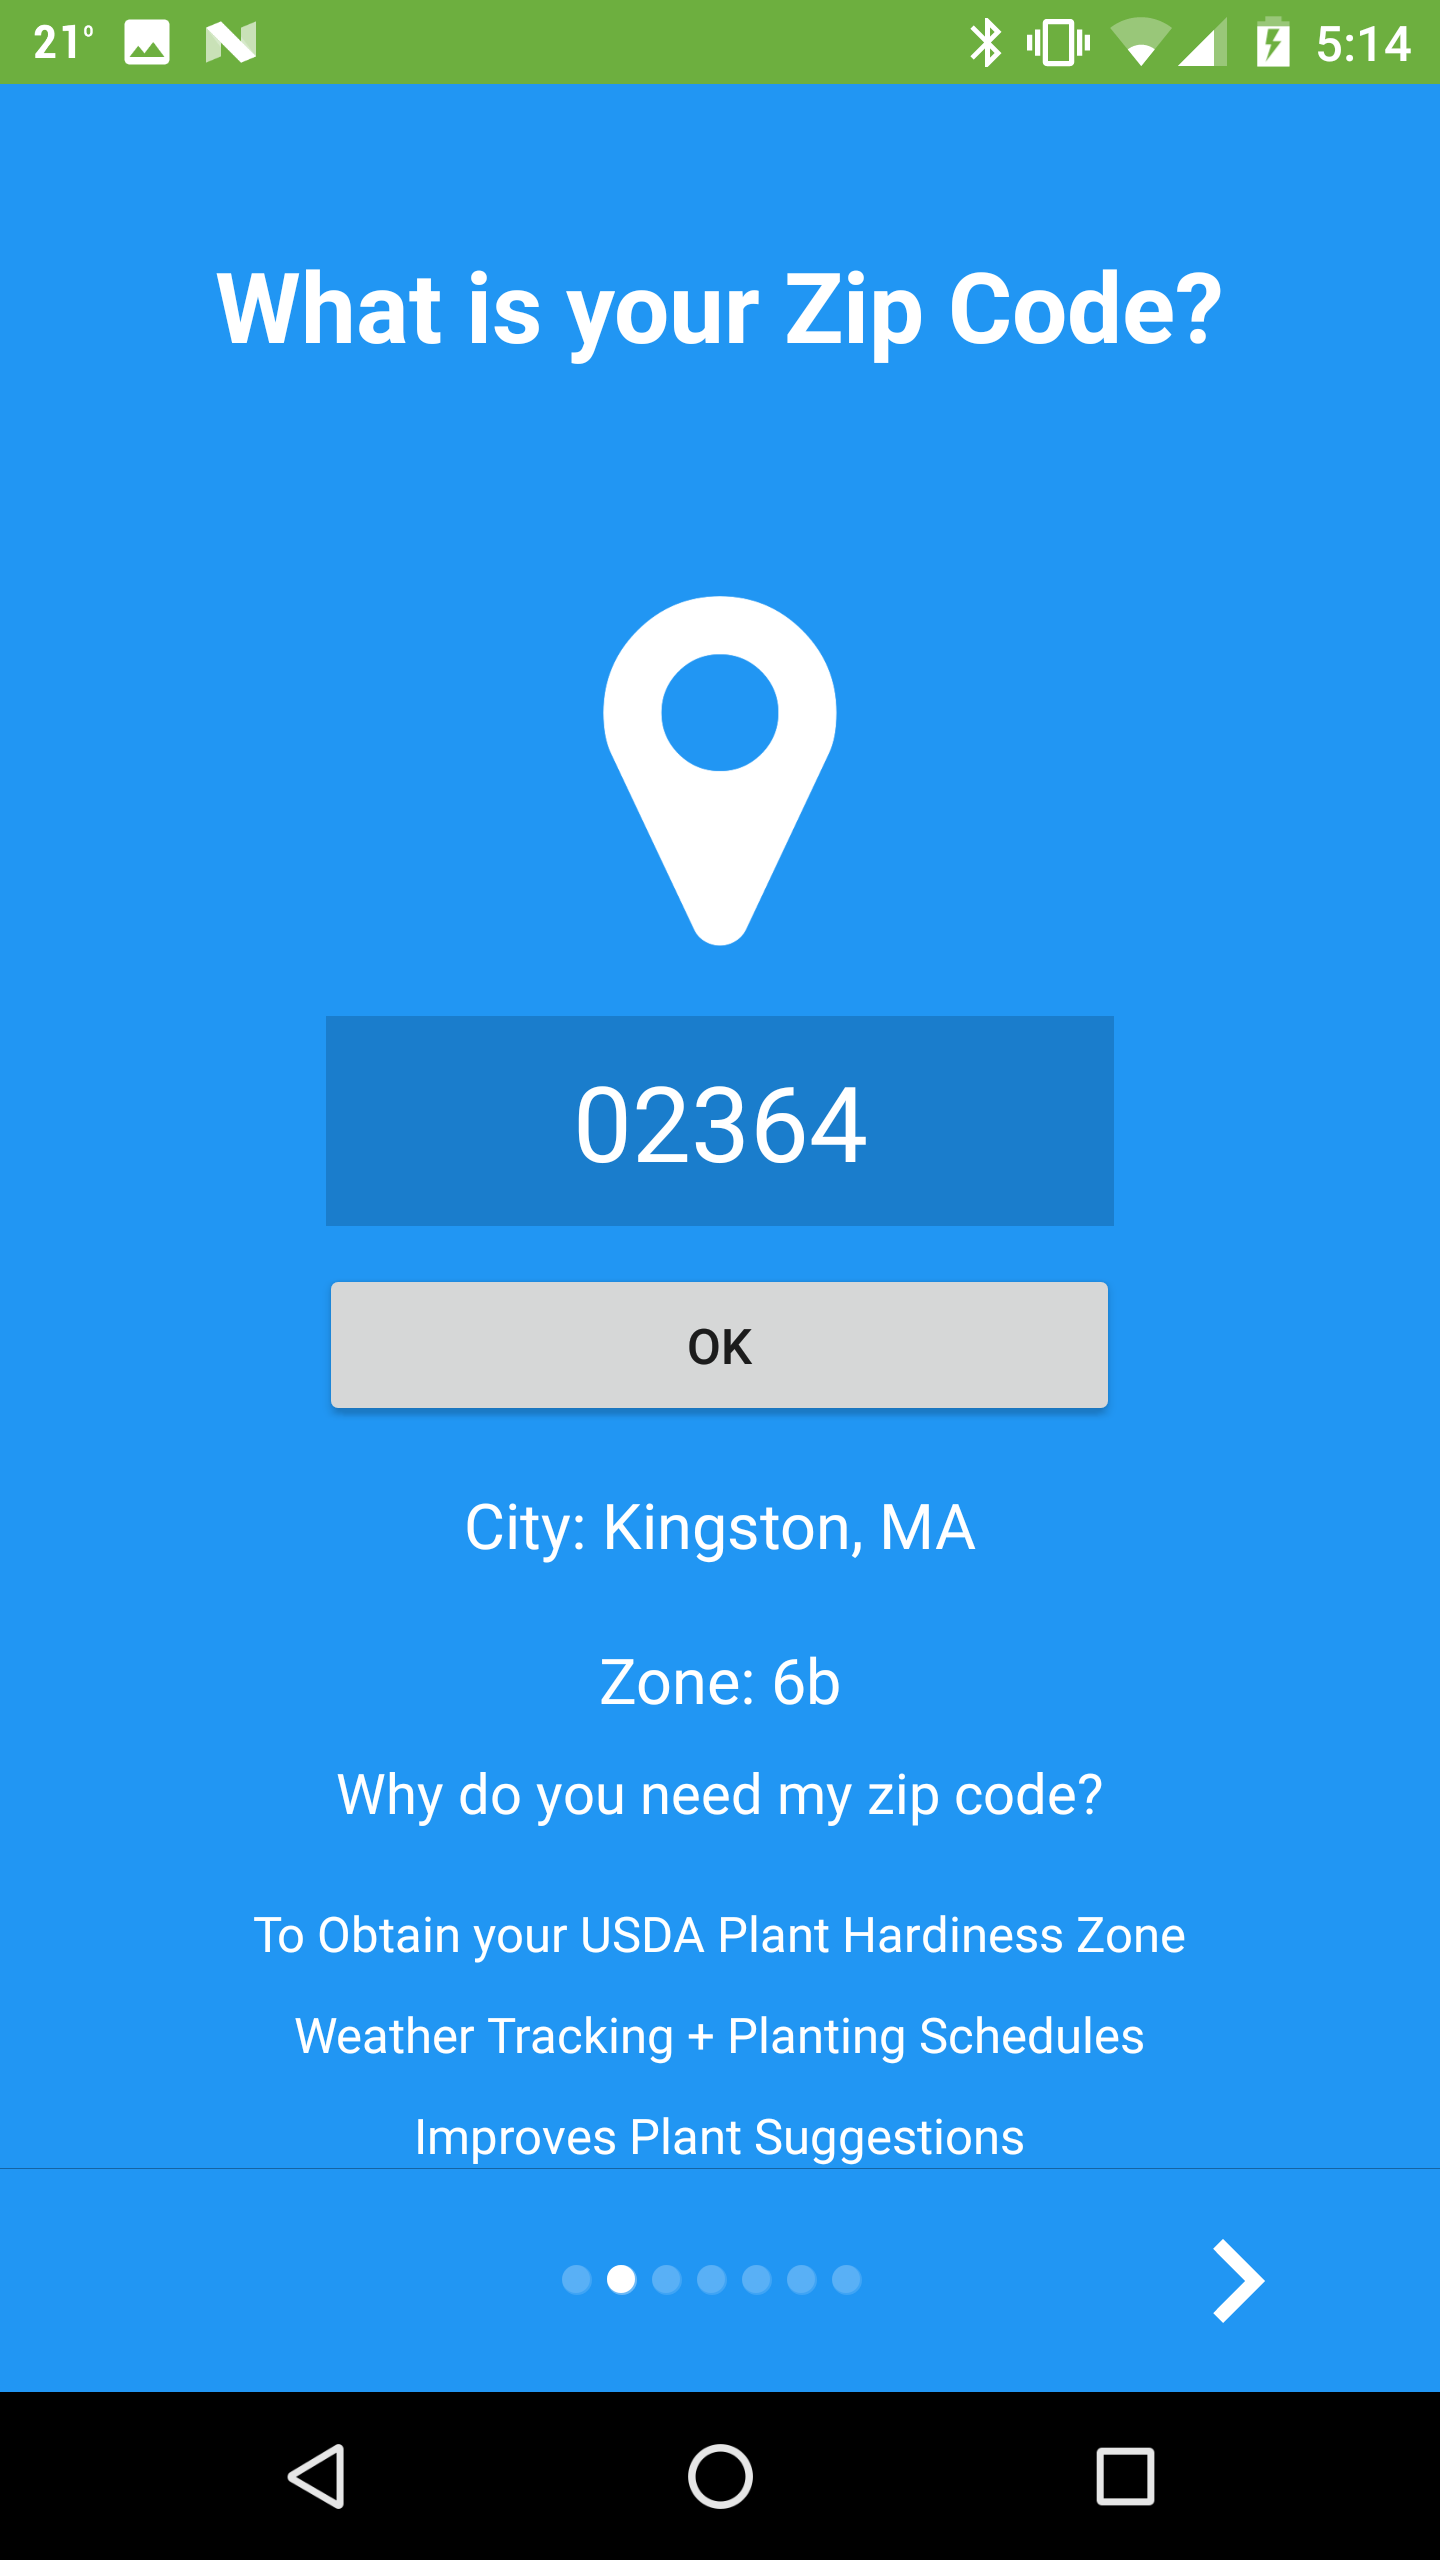 21° 5:14
What is your Zip Code?
02364
OK
City: Kingston, MA
Zone: 6b
Why do you need my zip code?
To Obtain your USDA Plant Hardiness Zone
Weather Tracking + Planting Schedules
Improves Plant Suggestions